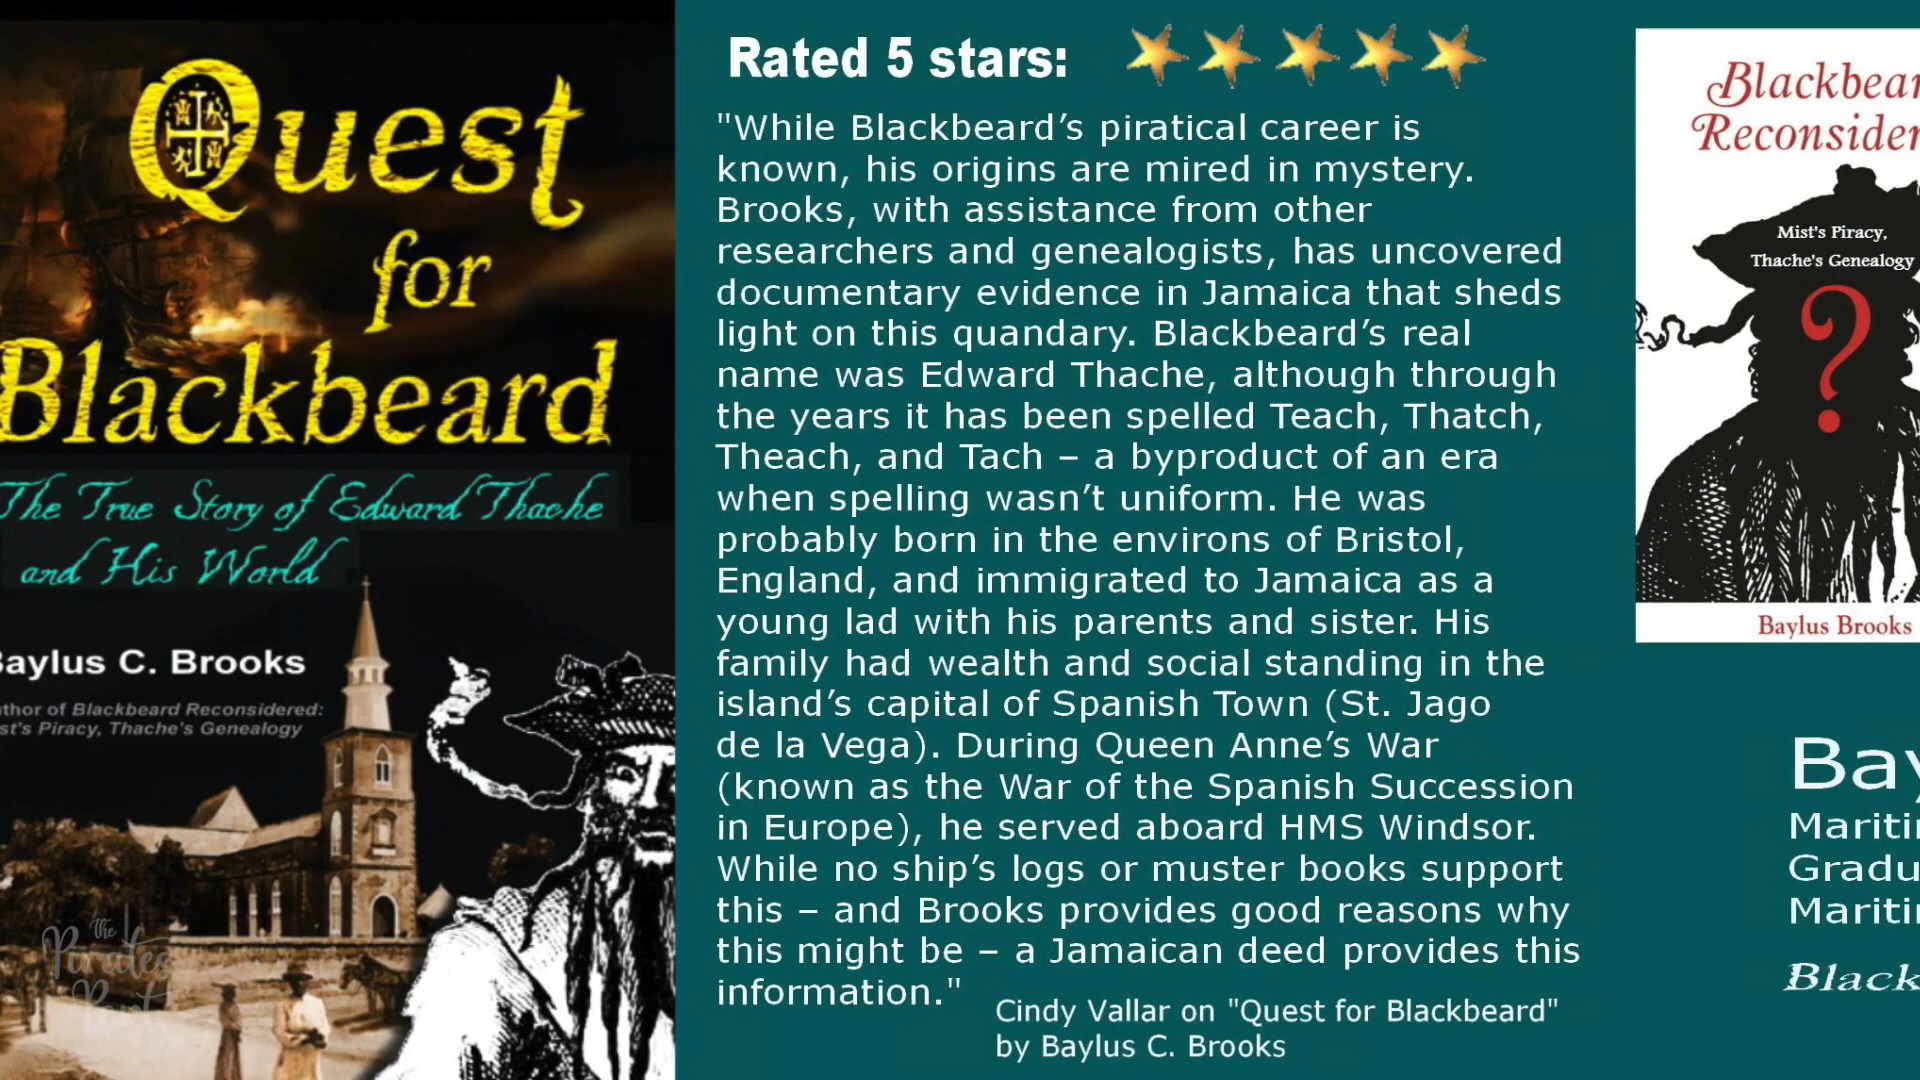 Quest
for
Blackbeard
The True Story of Edward Thache
and His World
Baylus C. Brooks
thor of Blackbeard Reconsidered:
st's Piracy, Thache's Genealogy
The
Pirates
Port
Rated 5 stars:
"While Blackbeard’s piratical career is
known, his origins are mired in mystery.
Brooks, with assistance from other
researchers and genealogists, has uncovered
documentary evidence in Jamaica that sheds
light on this quandary. Blackbeard’s real
name was Edward Thache, although through
the years it has been spelled Teach, Thatch,
Theach, and Tach – a byproduct of an era
when spelling wasn’t uniform. He was
probably born in the environs of Bristol,
England, and immigrated to Jamaica as a
young lad with his parents and sister. His
family had wealth and social standing in the
island’s capital of Spanish Town (St. Jago
de la Vega). During Queen Anne’s War
(known as the War of the Spanish Succession
in Europe), he served aboard HMS Windsor.
While no ship’s logs or muster books support
this – and Brooks provides good reasons why
this might be – a Jamaican deed provides this
information."
Cindy Vallar on "Quest for Blackbeard"
by Baylus C. Brooks
Blackbear
Reconsider
Mist's Piracy,
Thache's Genealogy
?
Baylus Brooks
Bay
Mariti
Gradu
Mariti
Black